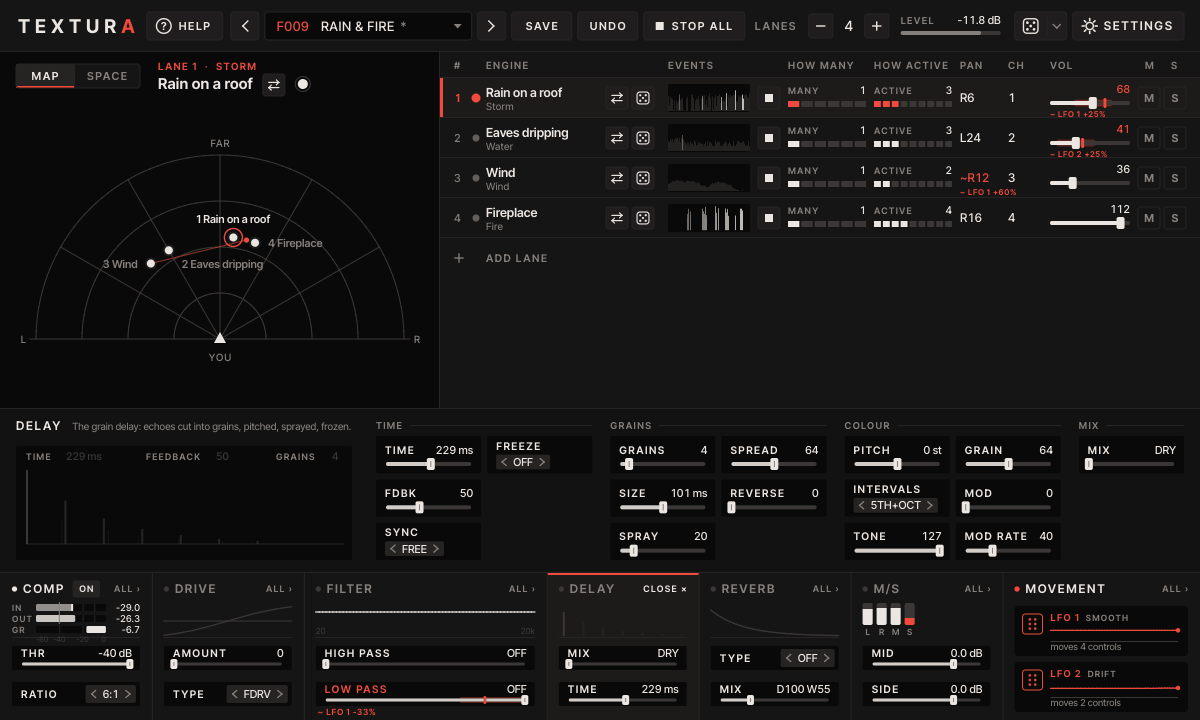 TEXTURA ? HELP F009 RAIN & FIRE * SAVE UNDO STOP ALL LANES − 4 + LEVEL -11.8 dB SETTINGS
MAP SPACE LANE 1 · STORM
Rain on a roof
# ENGINE EVENTS HOW MANY HOW ACTIVE PAN CH VOL M S
1 Rain on a roof Storm MANY 1 ACTIVE 3 R6 1 68 ~ LFO 1 +25% M S
2 Eaves dripping Water MANY 1 ACTIVE 3 L24 2 41 ~ LFO 2 +25% M S
3 Wind Wind MANY 1 ACTIVE 2 ~R12 ~ LFO 1 +60% 3 36 M S
4 Fireplace Fire MANY 1 ACTIVE 4 R16 4 112 M S
+ ADD LANE
FAR
1 Rain on a roof
4 Fireplace
3 Wind 2 Eaves dripping
L R
YOU
DELAY The grain delay: echoes cut into grains, pitched, sprayed, frozen.
TIME 229 ms FEEDBACK 50 GRAINS 4
TIME
TIME 229 ms FREEZE < OFF >
FDBK 50
SYNC < FREE >
GRAINS
GRAINS 4 SPREAD 64
SIZE 101 ms REVERSE 0
SPRAY 20
COLOUR
PITCH 0 st GRAIN 64
INTERVALS < 5TH+OCT > MOD 0
TONE 127 MOD RATE 40
MIX
MIX DRY
COMP ON ALL ›
IN -29.0
OUT -26.3
GR -6.7
-60 -40 -20 0
THR -40 dB
RATIO < 6:1 >
DRIVE ALL ›
AMOUNT 0
TYPE < FDRV >
FILTER ALL ›
20 20k
HIGH PASS OFF
LOW PASS OFF
~ LFO 1 -33%
DELAY CLOSE ×
MIX DRY
TIME 229 ms
REVERB ALL ›
TYPE < OFF >
MIX D100 W55
M/S ALL ›
L R M S
MID 0.0 dB
SIDE 0.0 dB
MOVEMENT ALL ›
LFO 1 SMOOTH
moves 4 controls
LFO 2 DRIFT
moves 2 controls